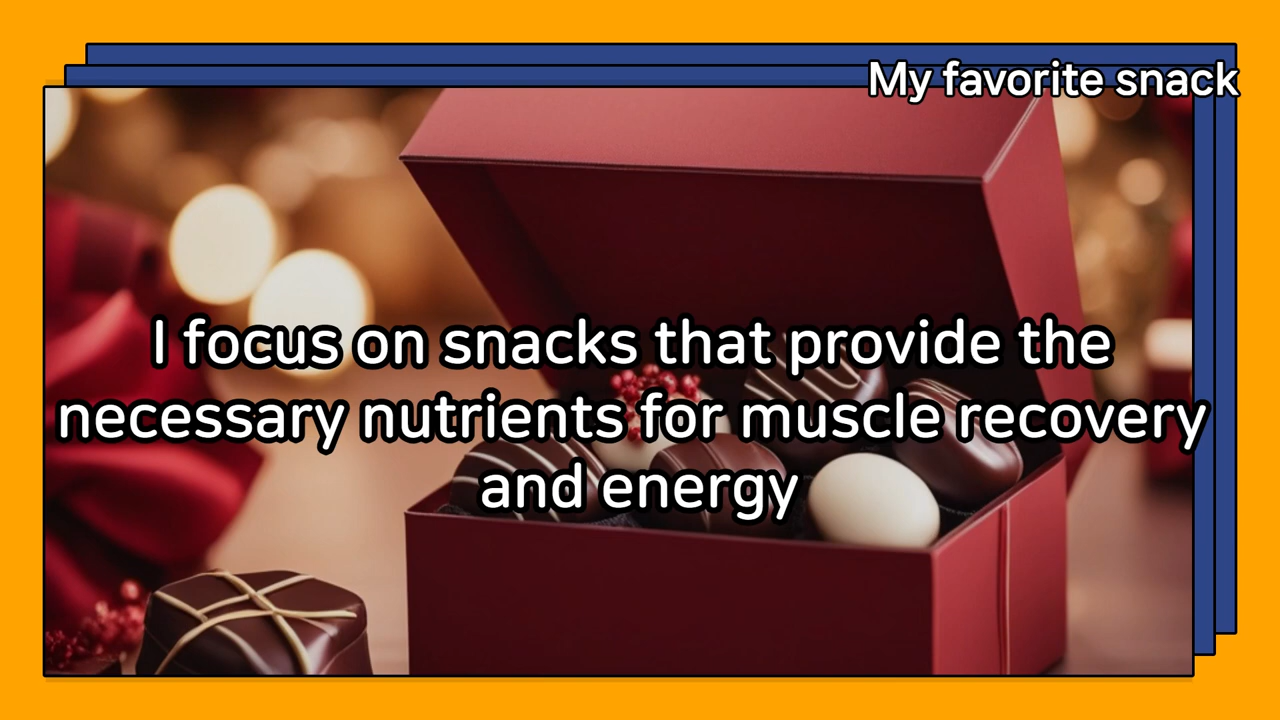 My favorite snack
I focus on snacks that provide the
necessary nutrients for muscle recovery
and energy